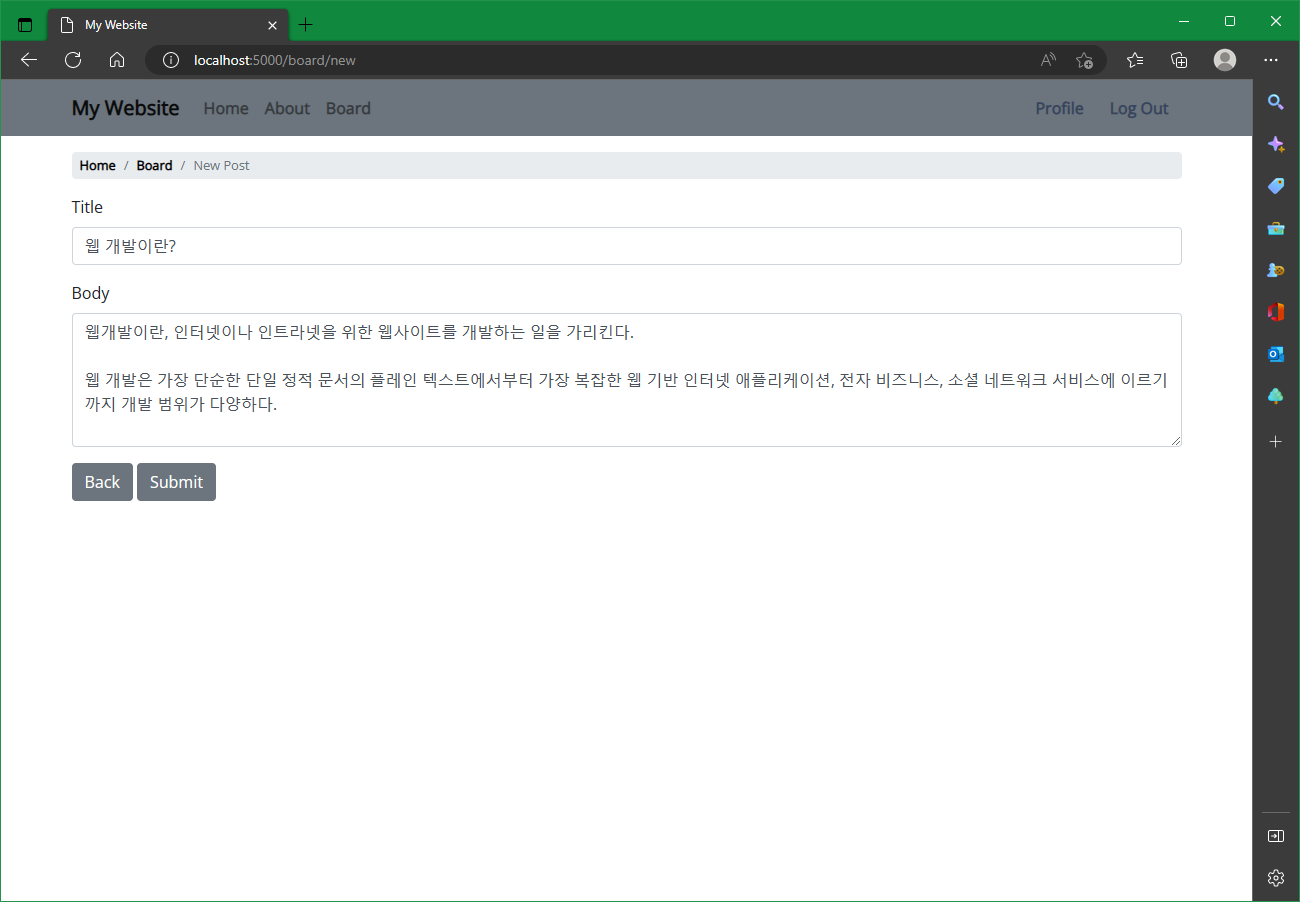 My Website
localhost:5000/board/new
My Website Home About Board Profile Log Out
Home / Board / New Post
Title
웹 개발이란?
Body
웹개발이란, 인터넷이나 인트라넷을 위한 웹사이트를 개발하는 일을 가리킨다.
웹 개발은 가장 단순한 단일 정적 문서의 플레인 텍스트에서부터 가장 복잡한 웹 기반 인터넷 애플리케이션, 전자 비즈니스, 소셜 네트워크 서비스에 이르기
까지 개발 범위가 다양하다.
Back Submit